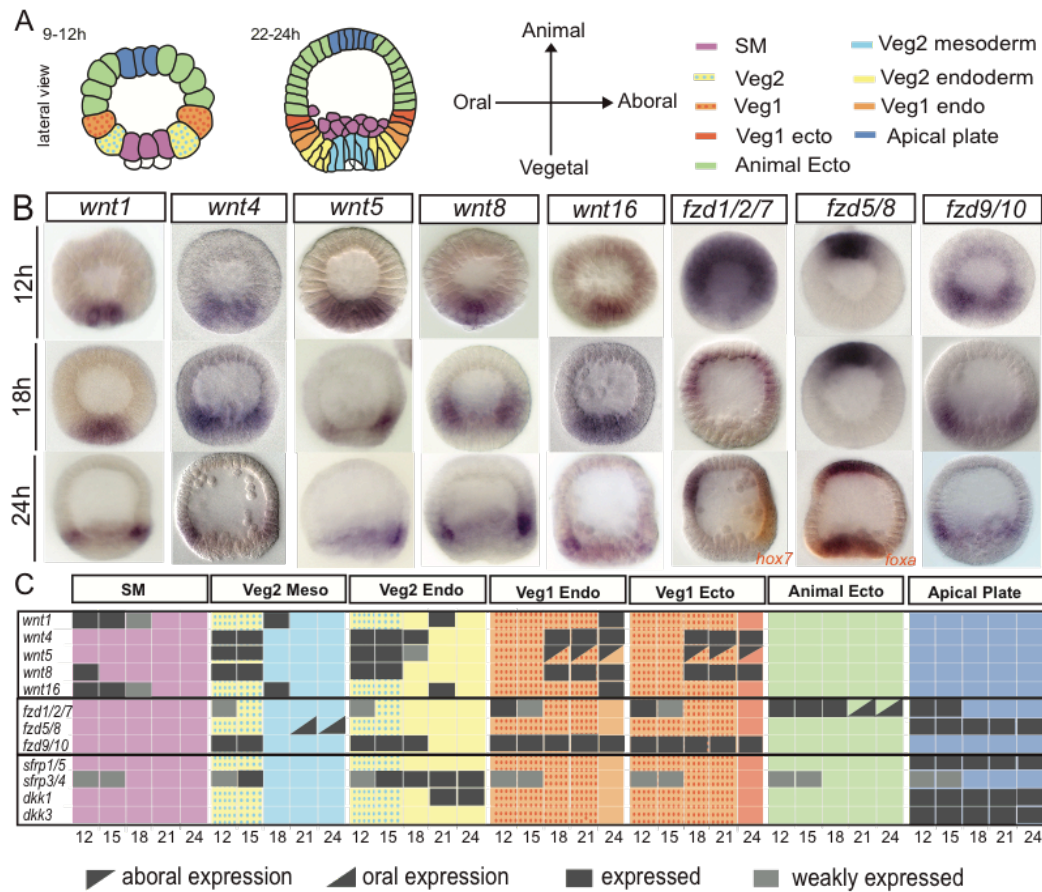 A
9-12h
22-24h
lateral view
Animal
Oral
Aboral
Vegetal
SM
Veg2
Veg1
Veg1 ecto
Animal Ecto
Veg2 mesoderm
Veg2 endoderm
Veg1 endo
Apical plate
B
wnt1 wnt4 wnt5 wnt8 wnt16 fzd1/2/7 fzd5/8 fzd9/10
12h
18h
24h
hox7
foxa
C
SM Veg2 Meso Veg2 Endo Veg1 Endo Veg1 Ecto Animal Ecto Apical Plate
wnt1
wnt4
wnt5
wnt8
wnt16
fzd1/2/7
fzd5/8
fzd9/10
sfrp1/5
sfrp3/4
dkk1
dkk3
12 15 18 21 24 12 15 18 21 24 12 15 18 21 24 12 15 18 21 24 12 15 18 21 24 12 15 18 21 24 12 15 18 21 24
aboral expression oral expression expressed weakly expressed